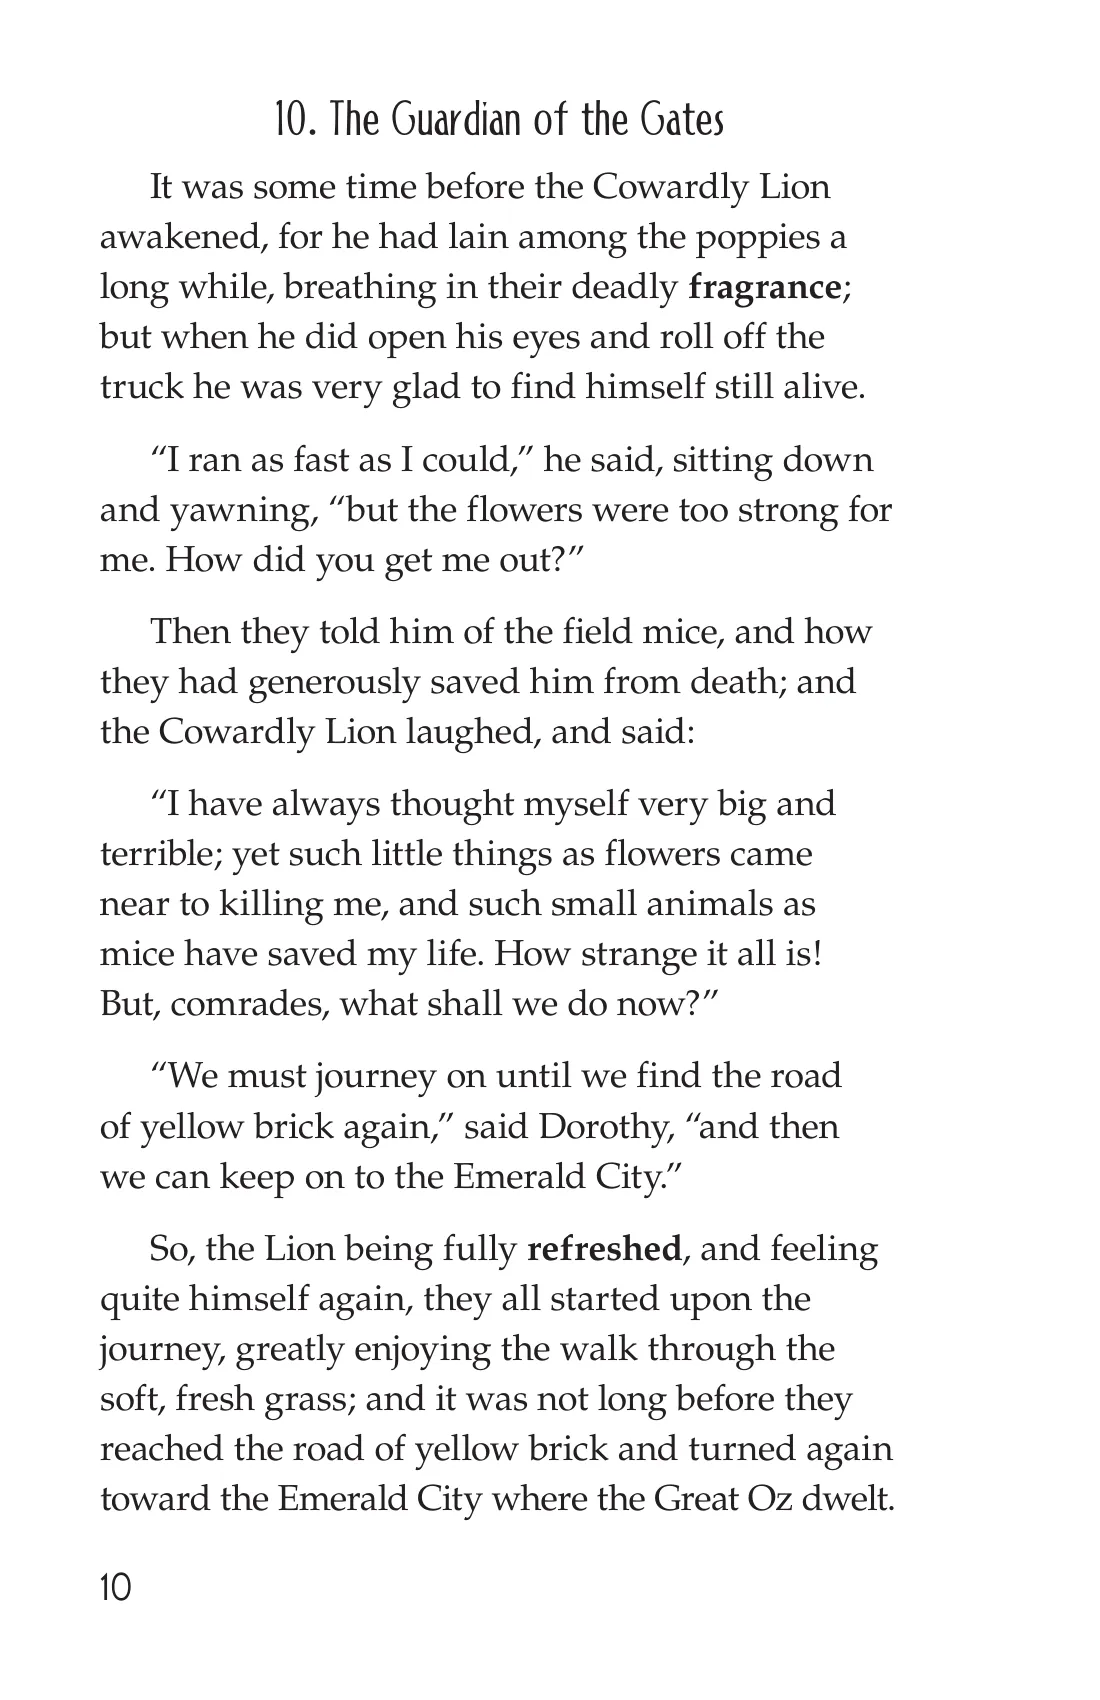 10. The Guardian of the Gates
It was some time before the Cowardly Lion
awakened, for he had lain among the poppies a
long while, breathing in their deadly fragrance;
but when he did open his eyes and roll off the
truck he was very glad to find himself still alive.
“I ran as fast as I could,” he said, sitting down
and yawning, “but the flowers were too strong for
me. How did you get me out?”
Then they told him of the field mice, and how
they had generously saved him from death; and
the Cowardly Lion laughed, and said:
“I have always thought myself very big and
terrible; yet such little things as flowers came
near to killing me, and such small animals as
mice have saved my life. How strange it all is!
But, comrades, what shall we do now?”
“We must journey on until we find the road
of yellow brick again,” said Dorothy, “and then
we can keep on to the Emerald City.”
So, the Lion being fully refreshed, and feeling
quite himself again, they all started upon the
journey, greatly enjoying the walk through the
soft, fresh grass; and it was not long before they
reached the road of yellow brick and turned again
toward the Emerald City where the Great Oz dwelt.
10